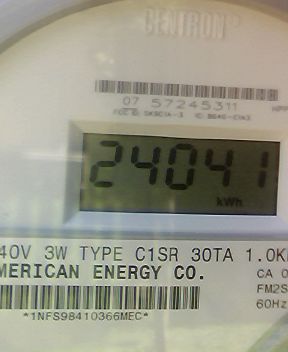 CENTRON
07 57245311
24041
kWh
40V 3W TYPE C1SR 30TA 1.0K
MERICAN ENERGY CO.
CA 0
FM2S
60Hz
*1NFS98410366MEC*